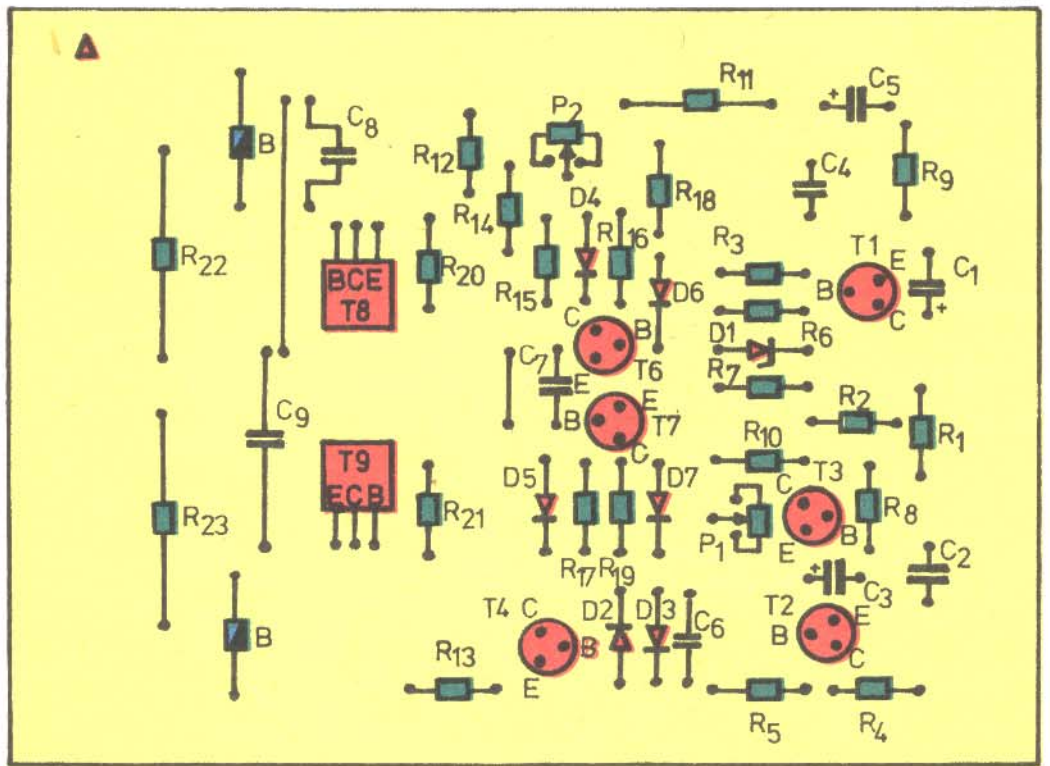 R11
C5
P2
B
C8
R12
C4
R9
R14
D4
R18
R16
R3
T1
E
C1
R22
BCE
T8
R20
R15
D6
B
C
C
B
D1
R6
C7
T6
R7
E
E
R2
C9
B
T7
R1
C
R10
T9
D5
D7
C
T3
ECB
R21
R8
R23
P1
B
E
C2
R17
R19
C3
T4
C
D2
D3
C6
T2
E
B
B
B
R13
C
E
R5
R4